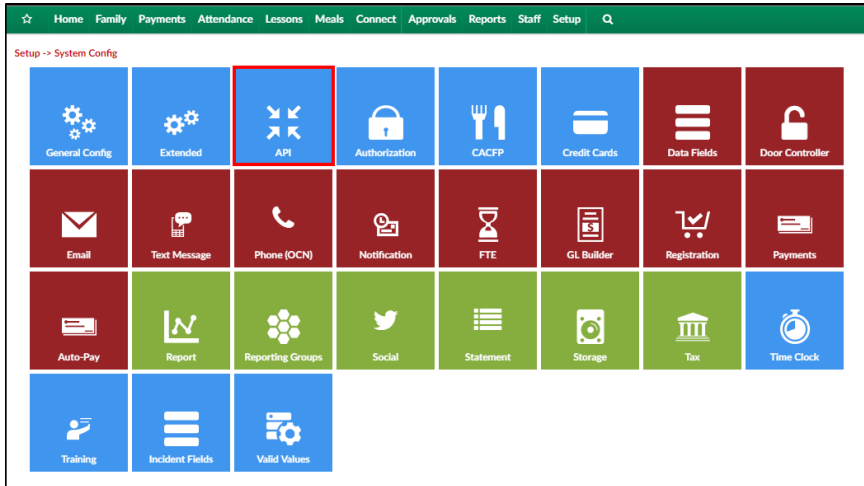 Home Family Payments Attendance Lessons Meals Connect Approvals Reports Staff Setup
Setup -> System Config
General Config Extended API Authorization CACFP Credit Cards Data Fields Door Controller
Email Text Message Phone (OCN) Notification FTE GL Builder Registration Payments
Auto-Pay Report Reporting Groups Social Statement Storage Tax Time Clock
Training Incident Fields Valid Values